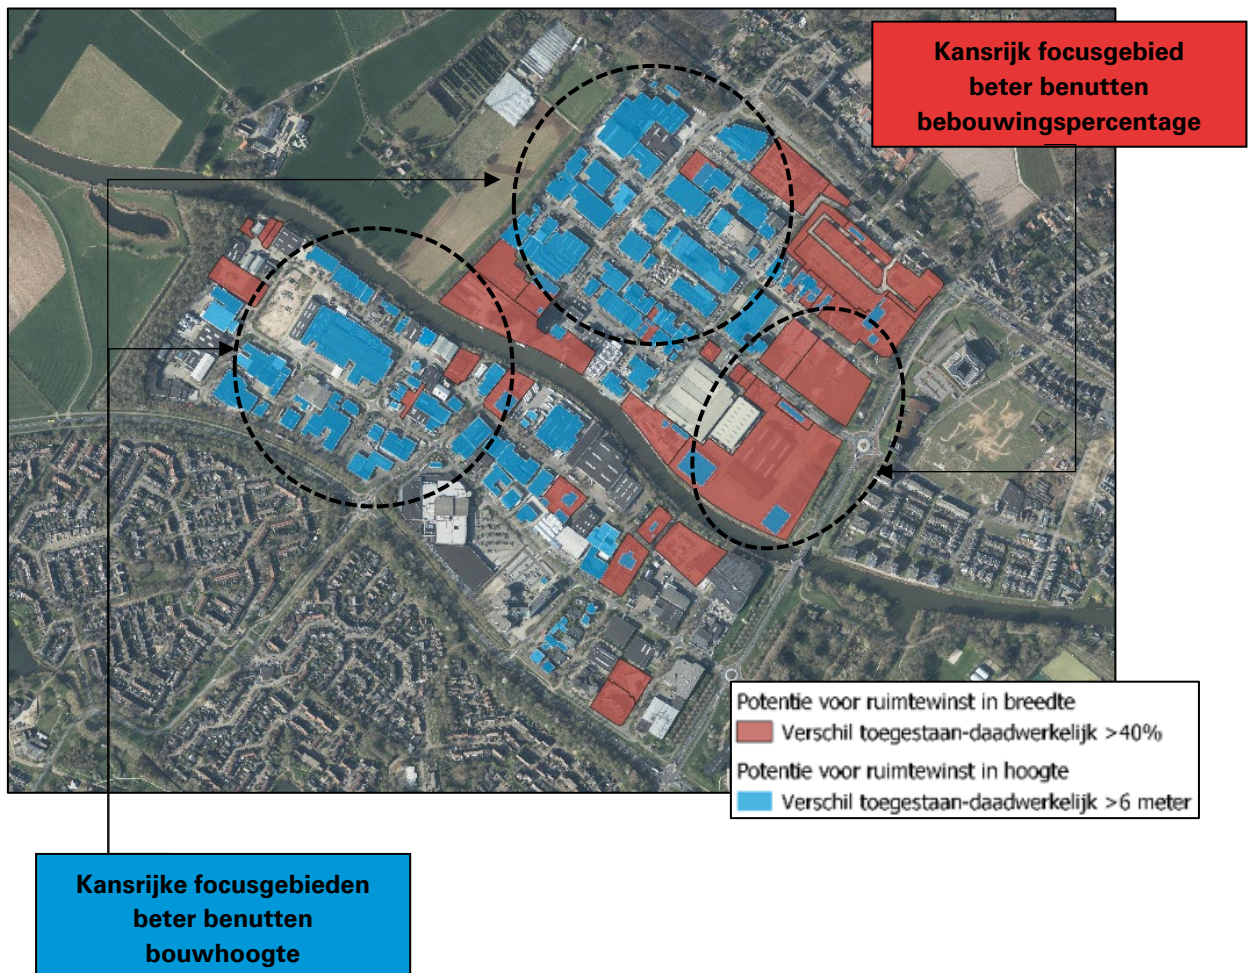 Kansrijk focusgebied
beter benutten
bebouwingspercentage
Potentie voor ruimtewinst in breedte
Verschil toegestaan-daadwerkelijk >40%
Potentie voor ruimtewinst in hoogte
Verschil toegestaan-daadwerkelijk >6 meter
Kansrijke focusgebieden
beter benutten
bouwhoogte